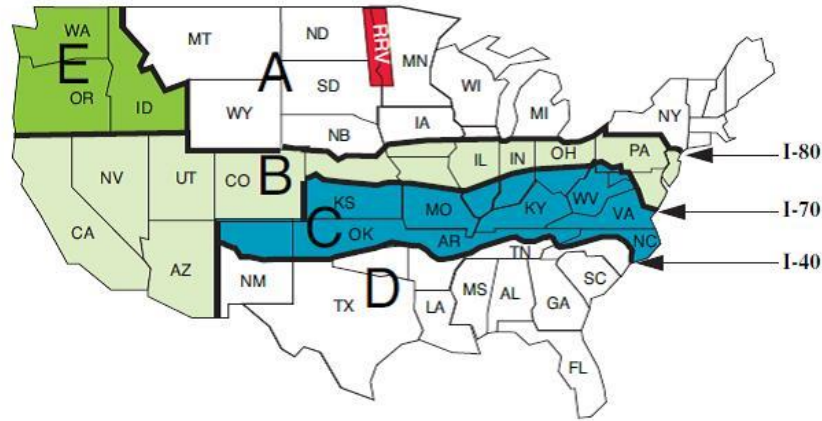 WA
MT
ND
RRV
MN
E
A
OR
ID
WY
SD
WI
MI
NY
NB
IA
I-80
NV
UT
CO
B
IL
IN
OH
PA
CA
KS
C
MO
KY
WV
VA
I-70
AZ
OK
AR
NC
I-40
NM
TN
D
TX
MS
AL
SC
GA
LA
FL